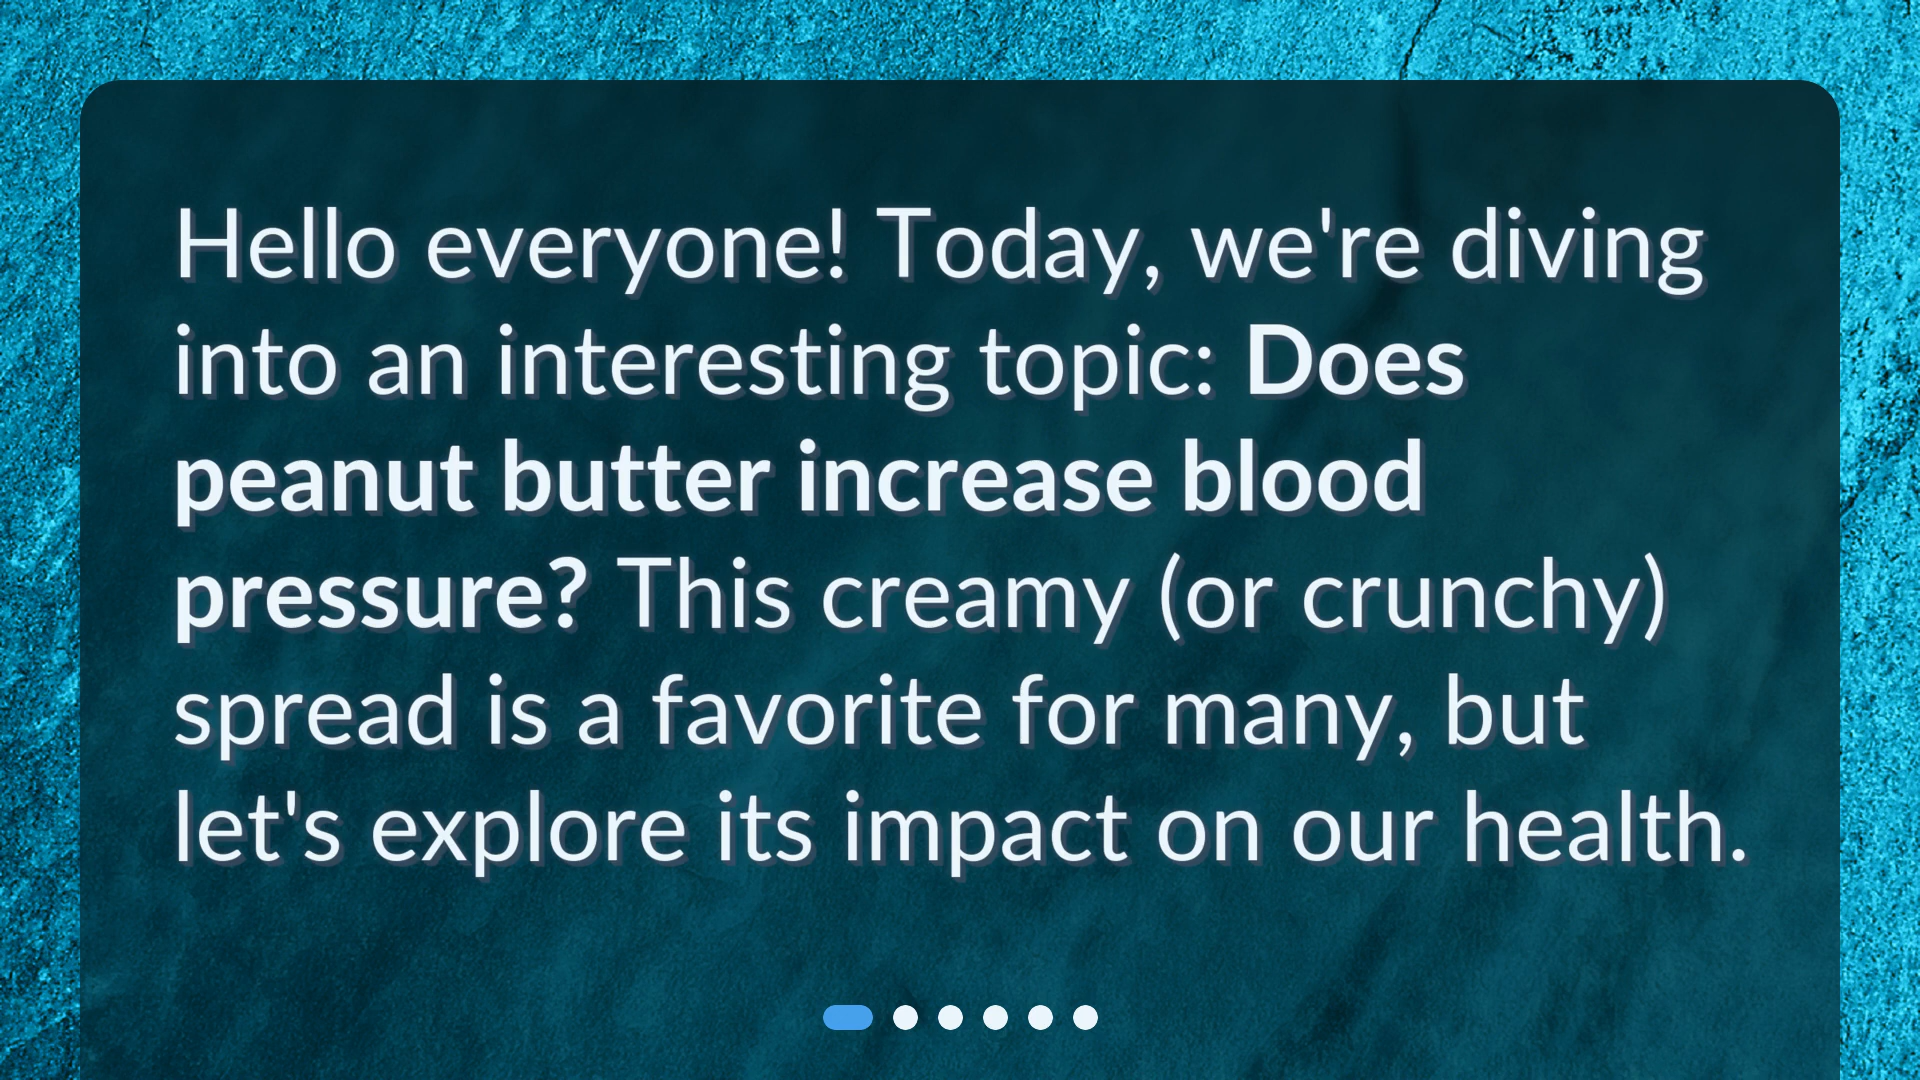 Hello everyone! Today, we're diving
into an interesting topic: Does
peanut butter increase blood
pressure? This creamy (or crunchy)
spread is a favorite for many, but
let's explore its impact on our health.